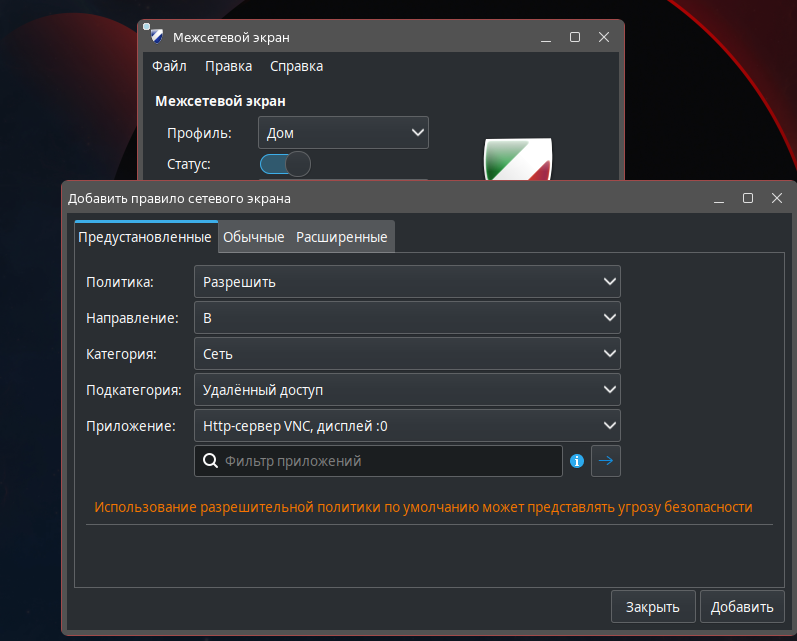 Межсетевой экран
Файл Правка Справка
Межсетевой экран
Профиль: Дом
Статус:
Добавить правило сетевого экрана
Предустановленные Обычные Расширенные
Политика: Разрешить
Направление: В
Категория: Сеть
Подкатегория: Удалённый доступ
Приложение: Http-сервер VNC, дисплей :0
Фильтр приложений
Использование разрешительной политики по умолчанию может представлять угрозу безопасности
Закрыть Добавить